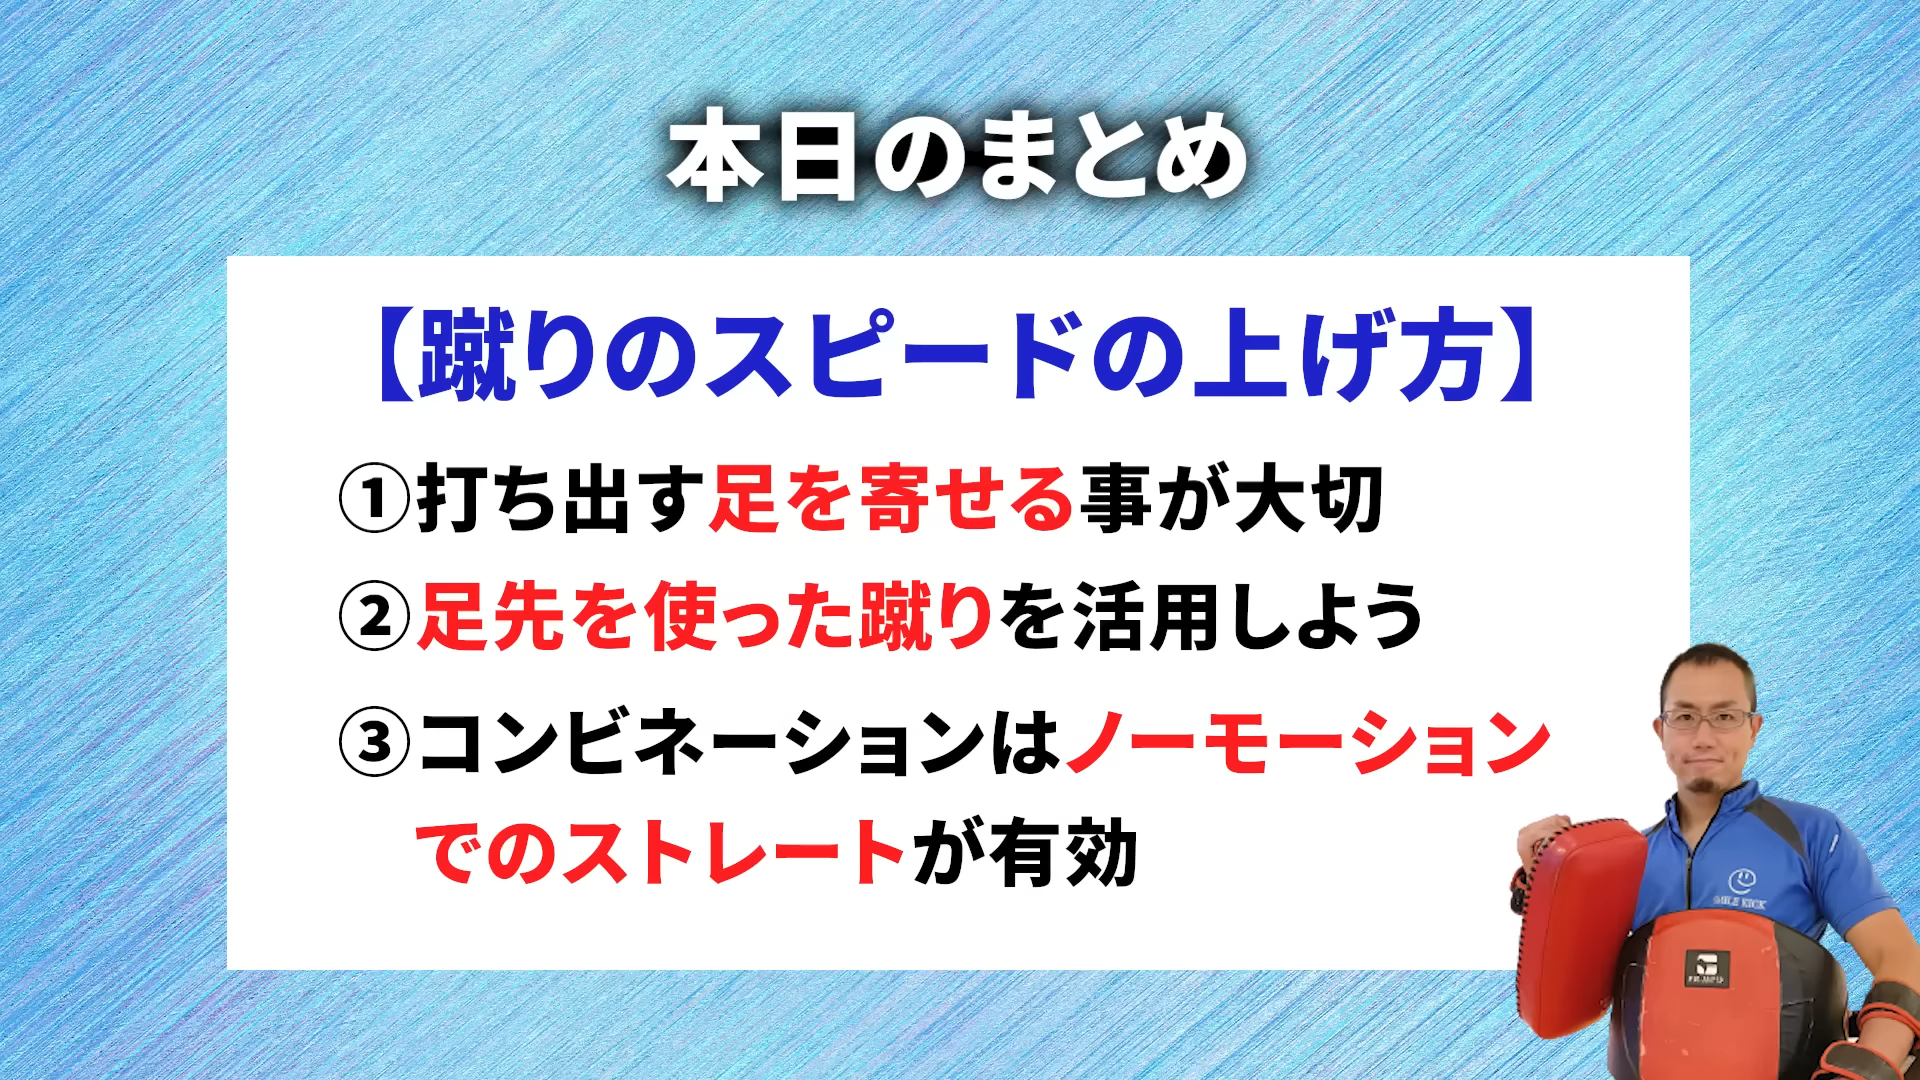 本日のまとめ
【蹴りのスピードの上げ方】
①打ち出す足を寄せる事が大切
②足先を使った蹴りを活用しよう
③コンビネーションはノーモーション
でのストレートが有効
SMILE KICK